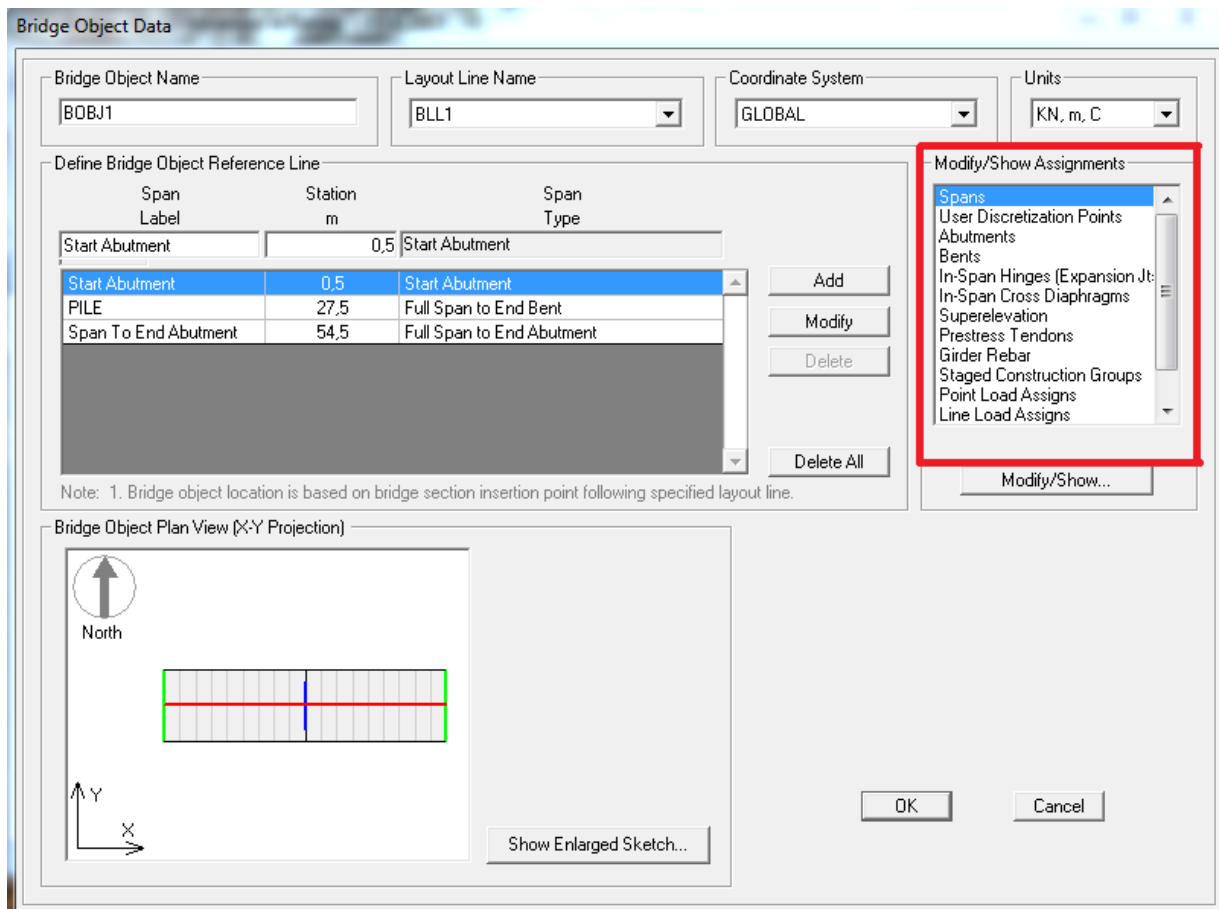 Bridge Object Data
Bridge Object Name
BOBJ1
Layout Line Name
BLL1
Coordinate System
GLOBAL
Units
KN, m, C
Define Bridge Object Reference Line
Span Label
Station m
Span Type
Start Abutment 0,5 Start Abutment
Start Abutment 0,5 Start Abutment
PILE 27,5 Full Span to End Bent
Span To End Abutment 54,5 Full Span to End Abutment
Add
Modify
Delete
Delete All
Note: 1. Bridge object location is based on bridge section insertion point following specified layout line.
Modify/Show Assignments
Spans
User Discretization Points
Abutments
Bents
In-Span Hinges (Expansion Jt:
In-Span Cross Diaphragms
Superelevation
Prestress Tendons
Girder Rebar
Staged Construction Groups
Point Load Assigns
Line Load Assigns
Modify/Show...
Bridge Object Plan View (X-Y Projection)
North
Y
X
Show Enlarged Sketch...
OK
Cancel